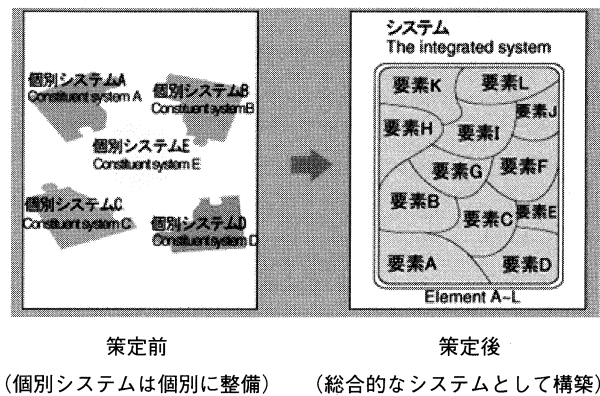 個別システムA
Constituent system A
個別システムB
Constituent system B
個別システムE
Constituent system E
個別システムC
Constituent system C
個別システムD
Constituent system D
システム
The integrated system
要素K
要素L
要素H
要素I
要素J
要素G
要素F
要素B
要素C
要素E
要素A
要素D
Element A~L
策定前
策定後
(個別システムは個別に整備)
(総合的なシステムとして構築)